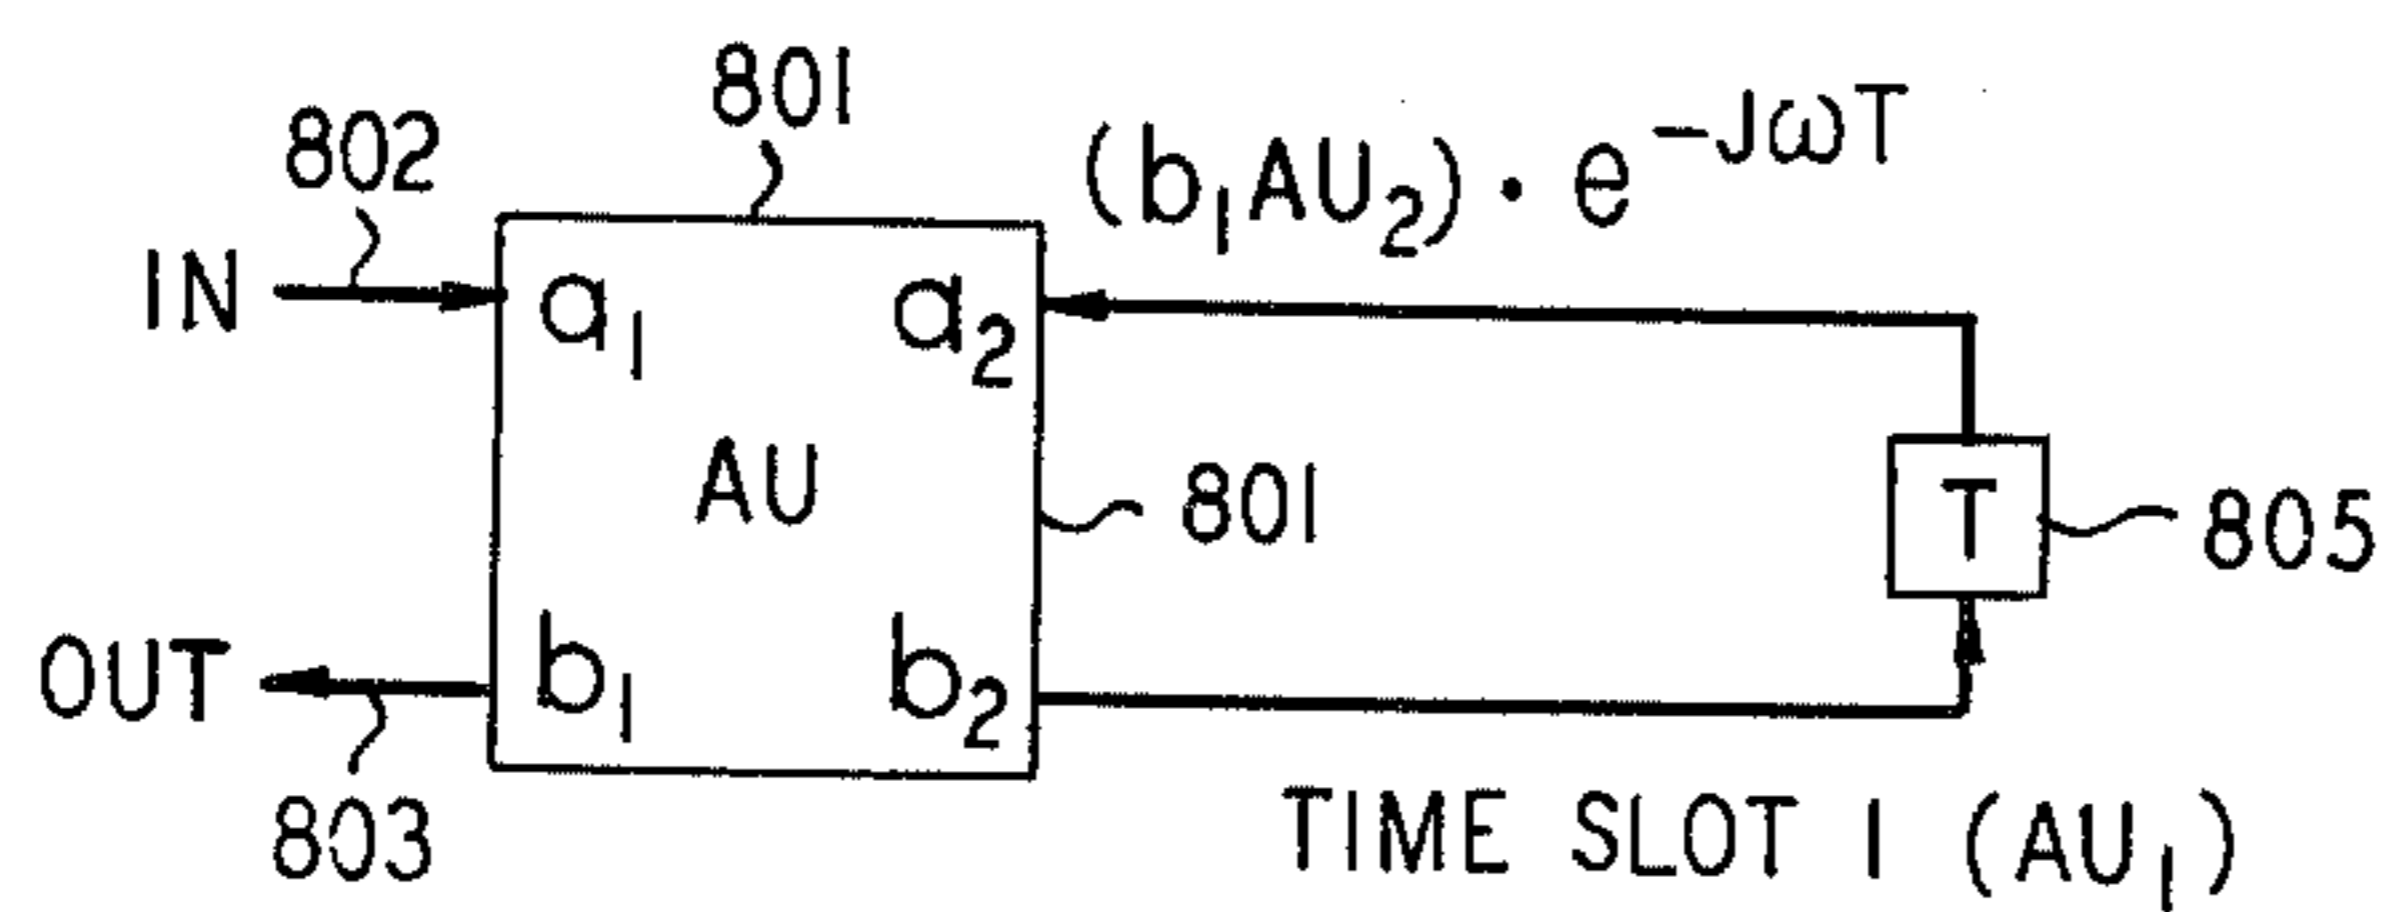 801
802
(b₁AU₂)·e^−JωT
IN
a₁ a₂
AU
801
T
805
OUT
b₁ b₂
803
TIME SLOT 1 (AU₁)